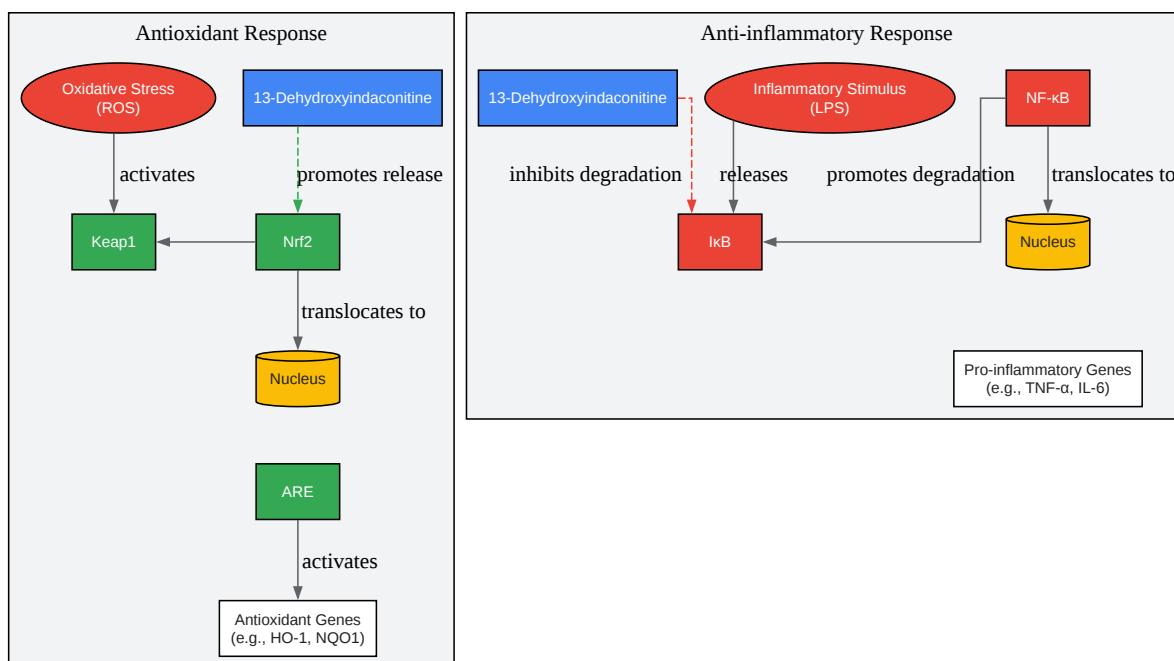 Antioxidant Response
Oxidative Stress
(ROS)
13-Dehydroxyindaconitine
activates
promotes release
Keap1
Nrf2
translocates to
Nucleus
ARE
activates
Antioxidant Genes
(e.g., HO-1, NQO1)
Anti-inflammatory Response
13-Dehydroxyindaconitine
Inflammatory Stimulus
(LPS)
NF-κB
inhibits degradation
releases
promotes degradation
translocates to
IκB
Nucleus
Pro-inflammatory Genes
(e.g., TNF-α, IL-6)